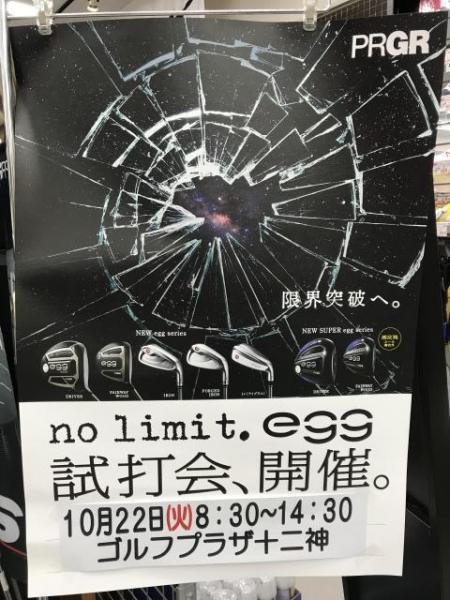 PRGR
限界突破へ。
NEW egg series
NEW SUPER egg series
DRIVER
FAIRWAY WOOD
IRON
FORGED IRON
DRIVER
FAIRWAY WOOD
no limit. egg
試打会、開催。
10月22日(火)8:30~14:30
ゴルフプラザ十二神